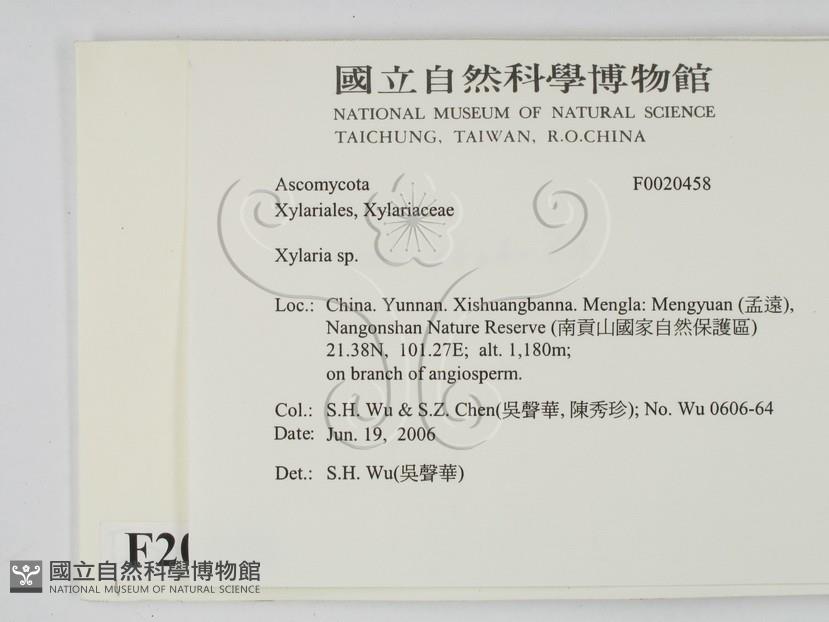 國立自然科學博物館
NATIONAL MUSEUM OF NATURAL SCIENCE
TAICHUNG, TAIWAN, R.O.CHINA
Ascomycota F0020458
Xylariales, Xylariaceae
Xylaria sp.
Loc.: China. Yunnan. Xishuangbanna. Mengla: Mengyuan (孟遠),
Nangonshan Nature Reserve (南貢山國家自然保護區)
21.38N, 101.27E; alt. 1,180m;
on branch of angiosperm.
Col.: S.H. Wu & S.Z. Chen(吳聲華, 陳秀珍); No. Wu 0606-64
Date: Jun. 19, 2006
Det.: S.H. Wu(吳聲華)
F20
國立自然科學博物館
NATIONAL MUSEUM OF NATURAL SCIENCE